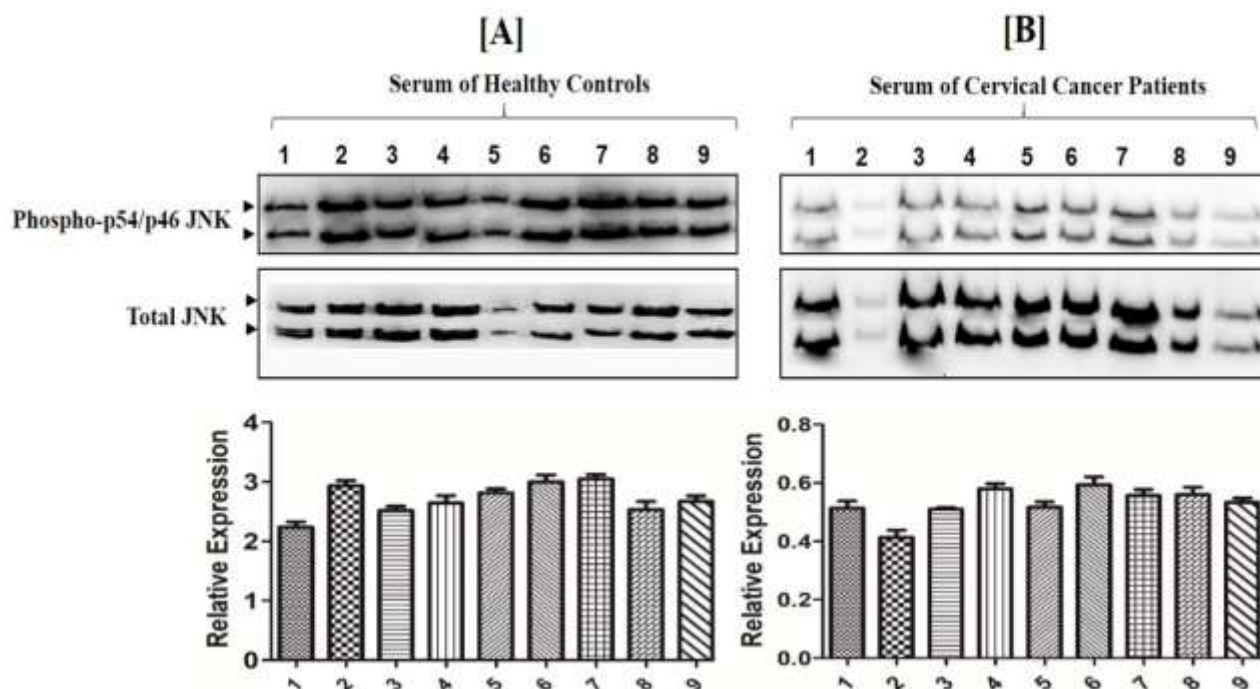 [A]
Serum of Healthy Controls
1 2 3 4 5 6 7 8 9
Phospho-p54/p46 JNK
Total JNK
[B]
Serum of Cervical Cancer Patients
1 2 3 4 5 6 7 8 9
Relative Expression
4
3
2
1
0
1 2 3 4 5 6 7 8 9
Relative Expression
0.8
0.6
0.4
0.2
0.0
1 2 3 4 5 6 7 8 9